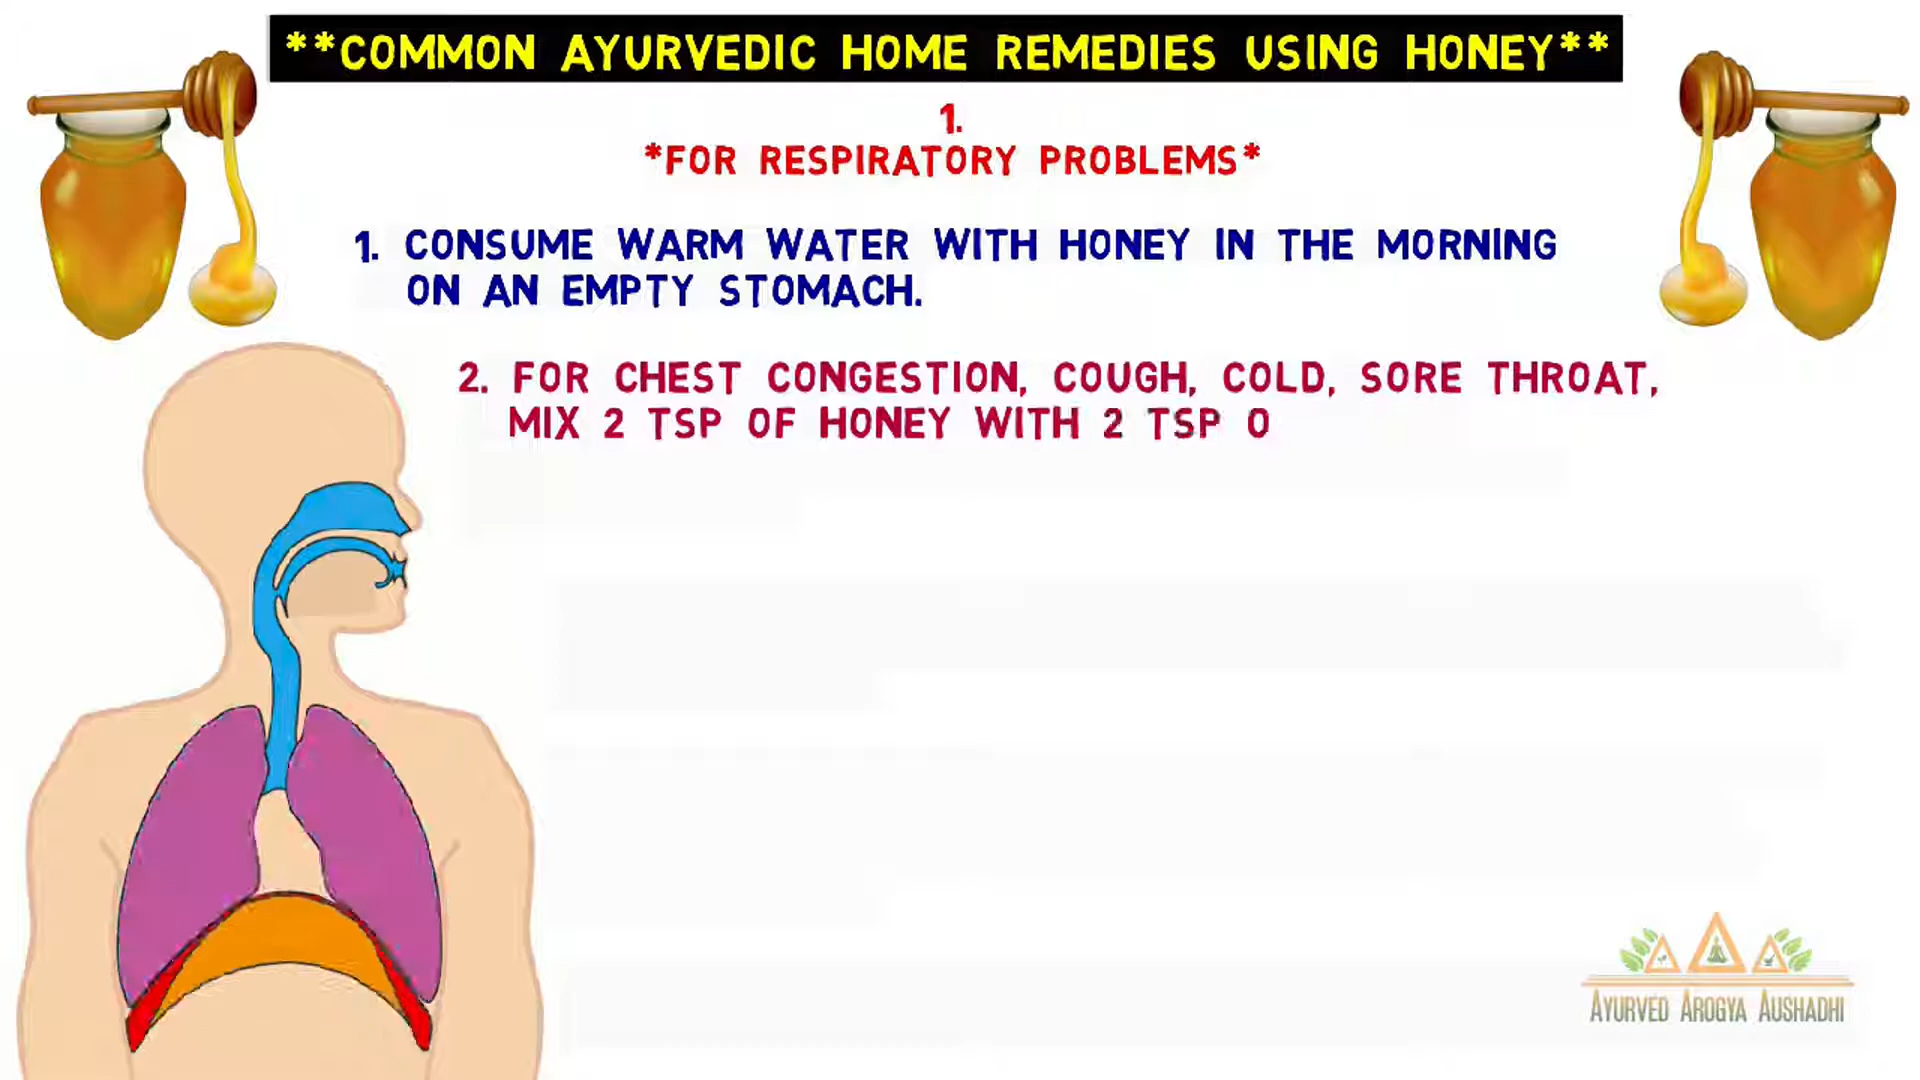 **COMMON AYURVEDIC HOME REMEDIES USING HONEY**
1.
*FOR RESPIRATORY PROBLEMS*
1. CONSUME WARM WATER WITH HONEY IN THE MORNING
ON AN EMPTY STOMACH.
2. FOR CHEST CONGESTION, COUGH, COLD, SORE THROAT,
MIX 2 TSP OF HONEY WITH 2 TSP O
AYURVED AROGYA AUSHADHI